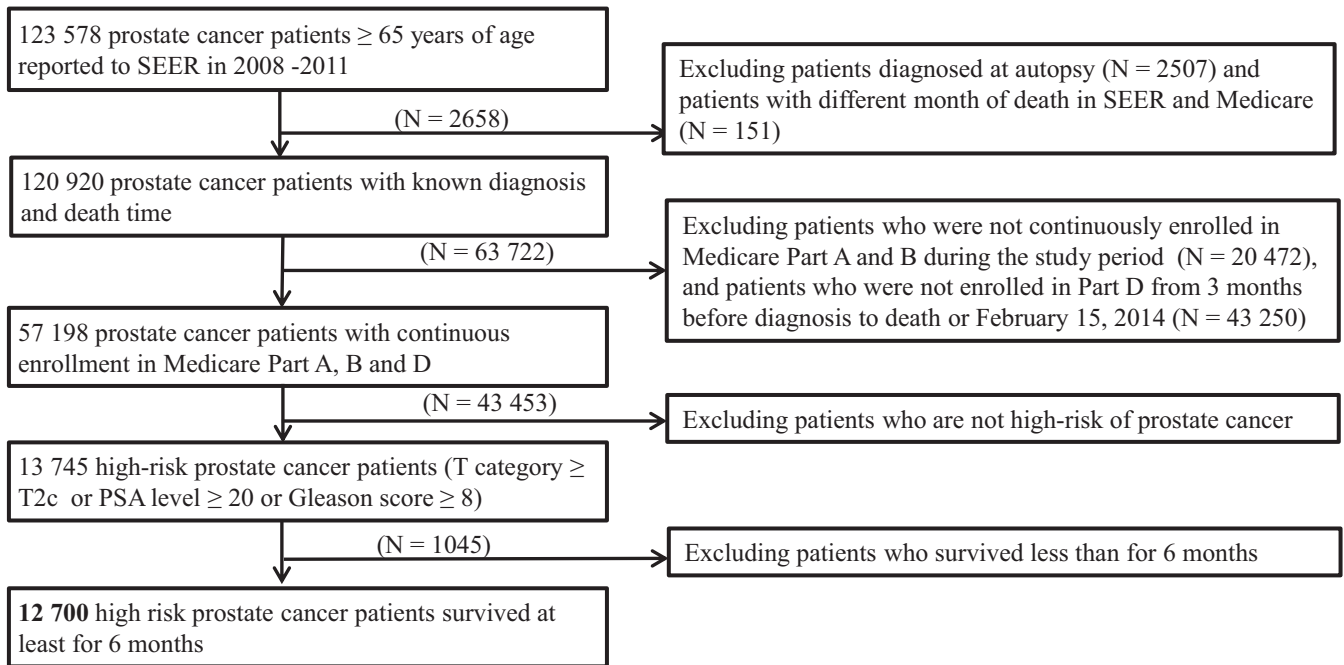 123 578 prostate cancer patients ≥ 65 years of age
reported to SEER in 2008 -2011
(N = 2658)
Excluding patients diagnosed at autopsy (N = 2507) and
patients with different month of death in SEER and Medicare
(N = 151)
120 920 prostate cancer patients with known diagnosis
and death time
(N = 63 722)
Excluding patients who were not continuously enrolled in
Medicare Part A and B during the study period (N = 20 472),
and patients who were not enrolled in Part D from 3 months
before diagnosis to death or February 15, 2014 (N = 43 250)
57 198 prostate cancer patients with continuous
enrollment in Medicare Part A, B and D
(N = 43 453)
Excluding patients who are not high-risk of prostate cancer
13 745 high-risk prostate cancer patients (T category ≥
T2c or PSA level ≥ 20 or Gleason score ≥ 8)
(N = 1045)
Excluding patients who survived less than for 6 months
12 700 high risk prostate cancer patients survived at
least for 6 months